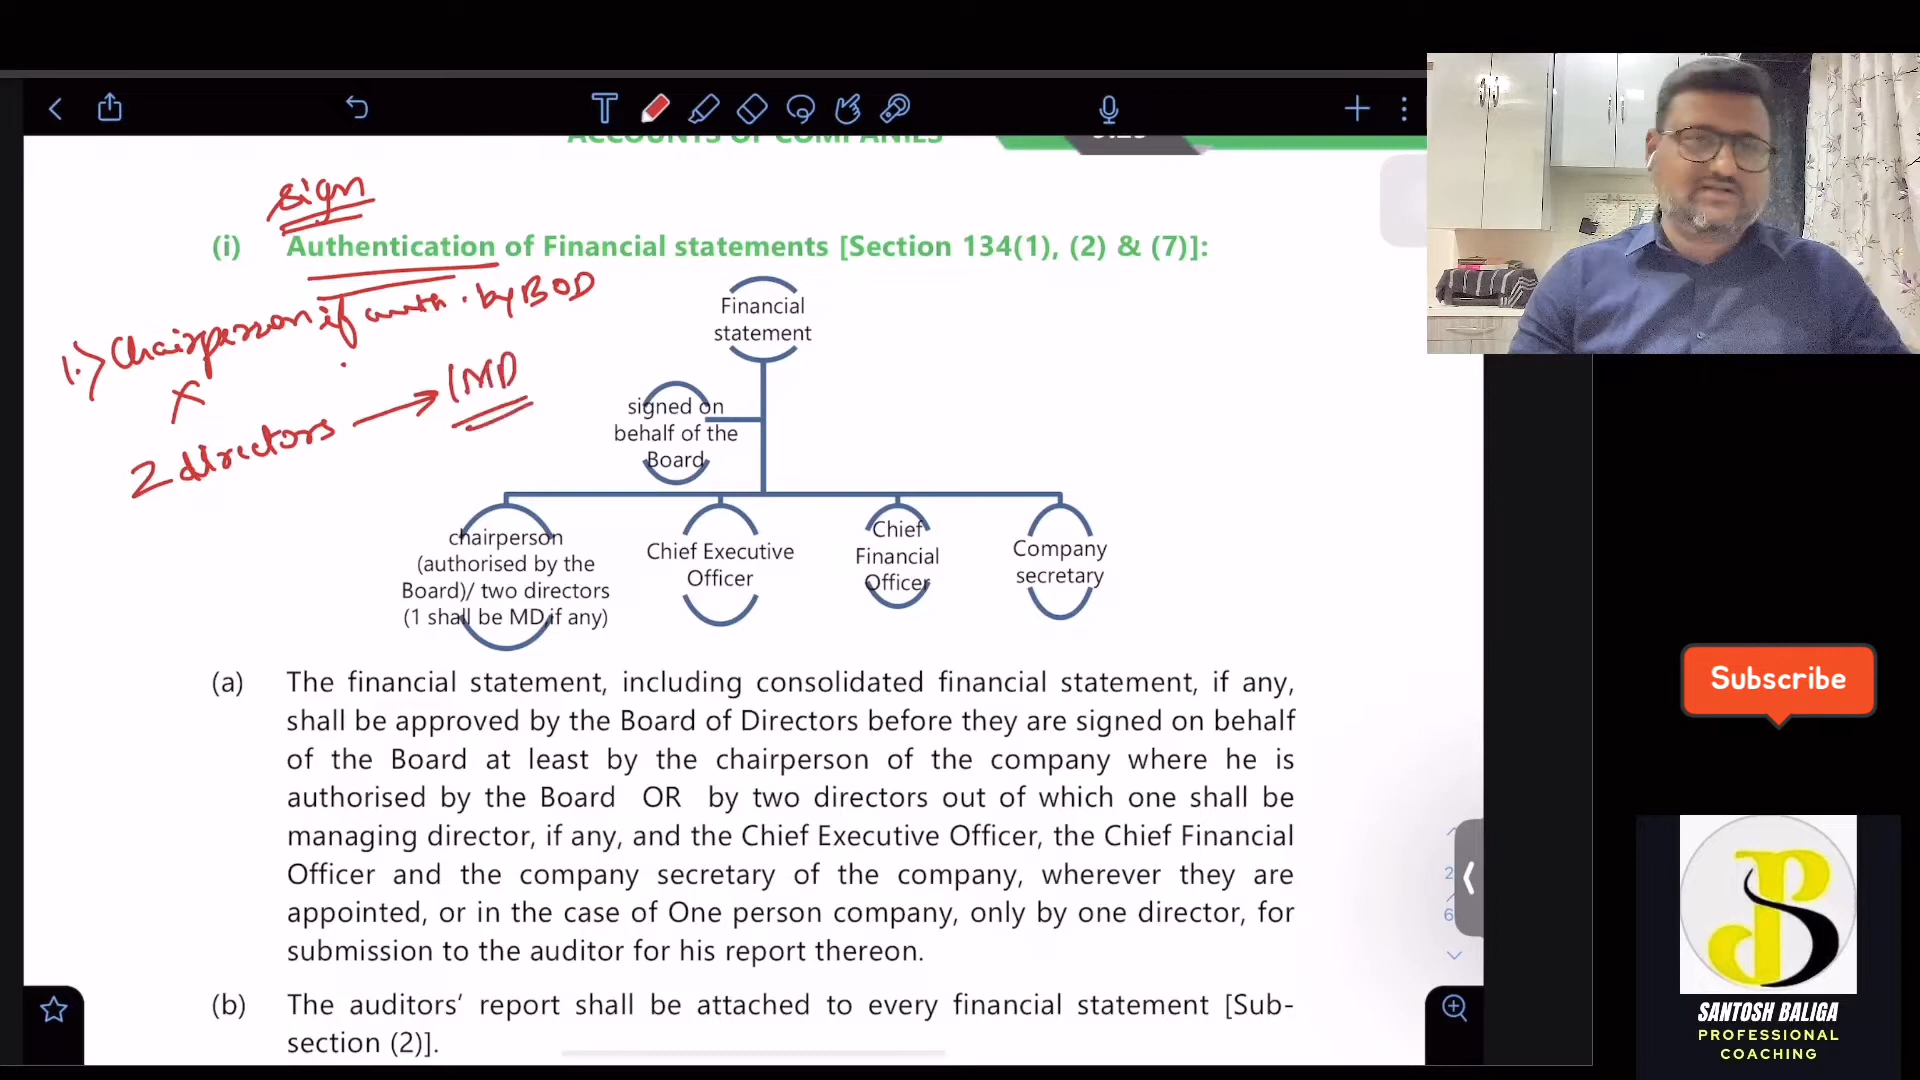 ACCOUNTS OF COMPANIES
sign
(i) Authentication of Financial statements [Section 134(1), (2) & (7)]:
1.) Chairperson if auth. by BOD
X
2 directors → 1MD
Financial
statement
signed on
behalf of the
Board
chairperson
(authorised by the
Board)/ two directors
(1 shall be MD,if any)
Chief Executive
Officer
Chief
Financial
Officer
Company
secretary
(a) The financial statement, including consolidated financial statement, if any,
shall be approved by the Board of Directors before they are signed on behalf
of the Board at least by the chairperson of the company where he is
authorised by the Board OR by two directors out of which one shall be
managing director, if any, and the Chief Executive Officer, the Chief Financial
Officer and the company secretary of the company, wherever they are
appointed, or in the case of One person company, only by one director, for
submission to the auditor for his report thereon.
(b) The auditors’ report shall be attached to every financial statement [Sub-
section (2)].
2
6
Subscribe
SANTOSH BALIGA
PROFESSIONAL
COACHING